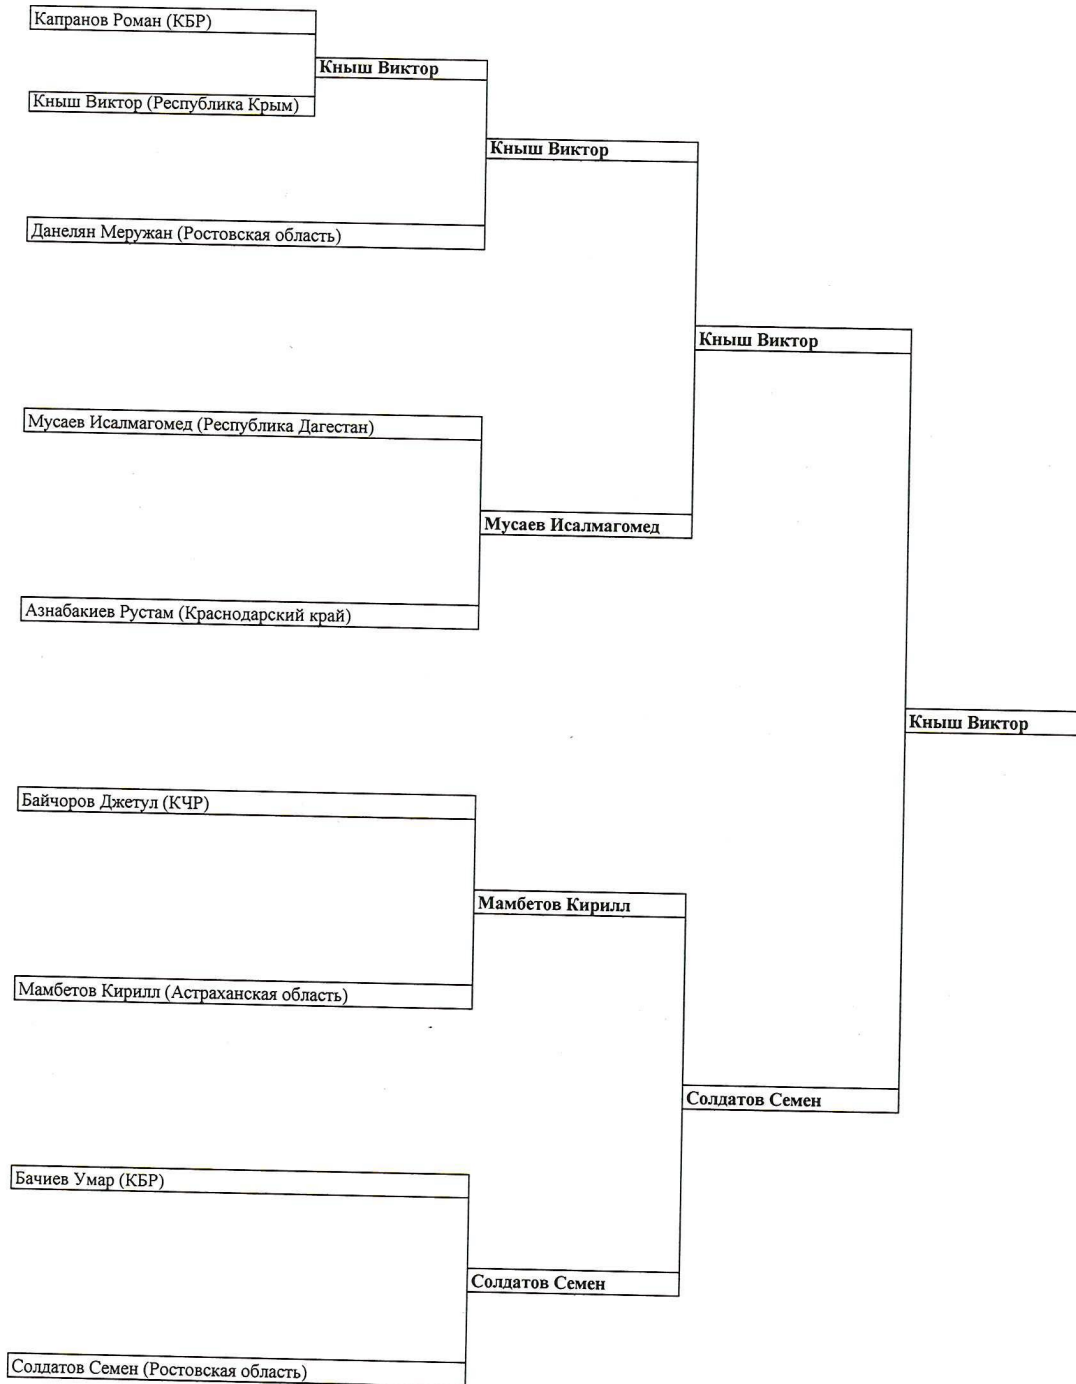 Капранов Роман (КБР)
Кныш Виктор
Кныш Виктор (Республика Крым)
Кныш Виктор
Данелян Меружан (Ростовская область)
Кныш Виктор
Мусаев Исалмагомед (Республика Дагестан)
Мусаев Исалмагомед
Азнабакиев Рустам (Краснодарский край)
Кныш Виктор
Байчоров Джетул (КЧР)
Мамбетов Кирилл
Мамбетов Кирилл (Астраханская область)
Солдатов Семен
Бачиев Умар (КБР)
Солдатов Семен
Солдатов Семен (Ростовская область)